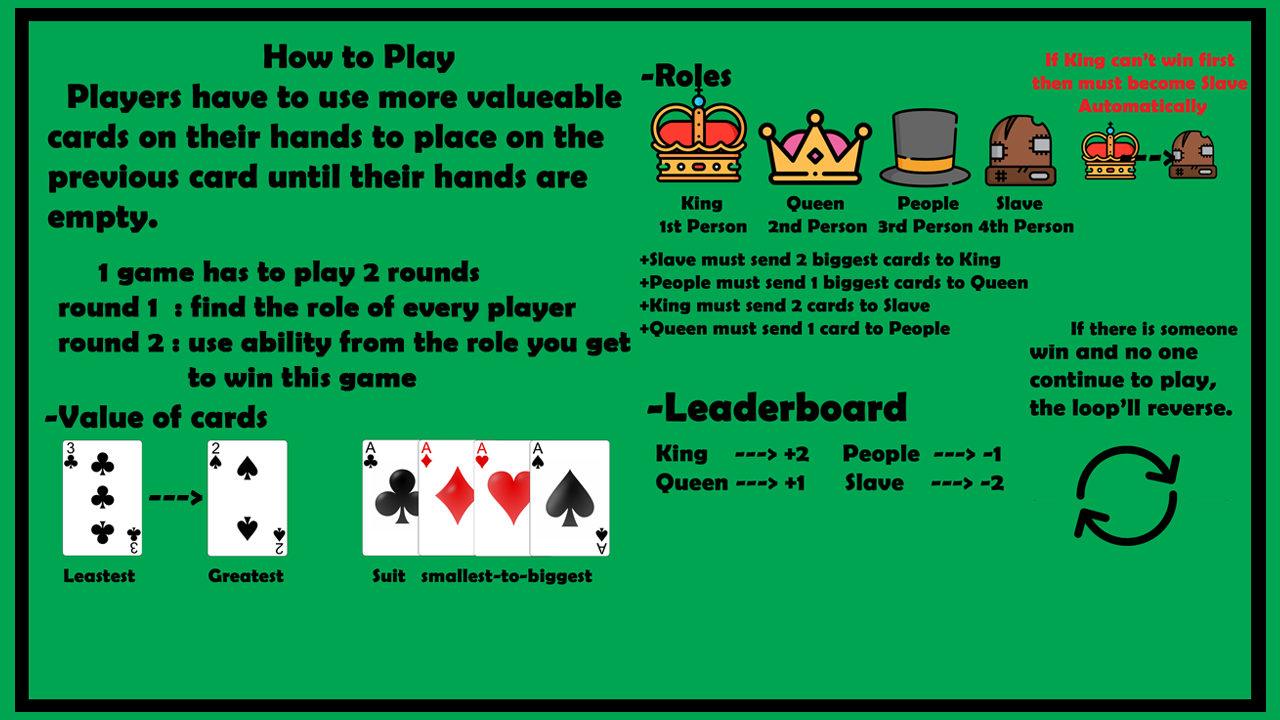 How to Play
Players have to use more valueable
cards on their hands to place on the
previous card until their hands are
empty.
1 game has to play 2 rounds
round 1 : find the role of every player
round 2 : use ability from the role you get
to win this game
-Value of cards
3
3
--->
2
2
A
A
A
A
A
Leastest
Greatest
Suit smallest-to-biggest
-Roles
King
Queen
People
Slave
1st Person
2nd Person
3rd Person
4th Person
If King can't win first
then must become Slave
Automatically
-->
+Slave must send 2 biggest cards to King
+People must send 1 biggest cards to Queen
+King must send 2 cards to Slave
+Queen must send 1 card to People
-Leaderboard
King ---> +2
People ---> -1
Queen ---> +1
Slave ---> -2
If there is someone
win and no one
continue to play,
the loop'll reverse.